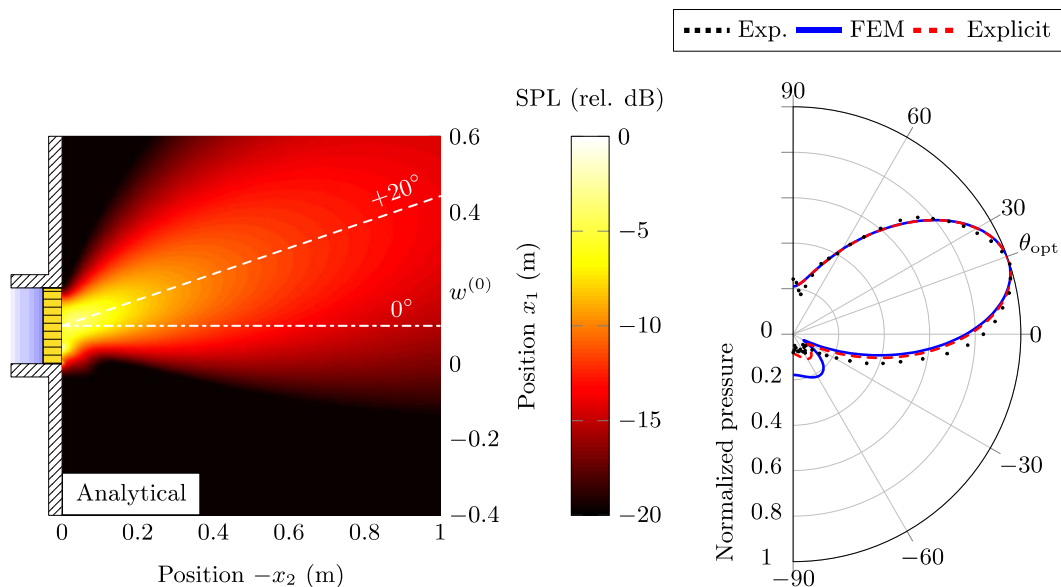 Exp. FEM Explicit
SPL (rel. dB)
0
−5
−10
−15
−20
0.6
0.4
w(0)
0
−0.2
−0.4
Position x1 (m)
+20°
0°
Analytical
0 0.2 0.4 0.6 0.8 1
Position −x2 (m)
90
60
30
θopt
0
−30
−60
−90
0
0.2
0.4
0.6
0.8
1
Normalized pressure